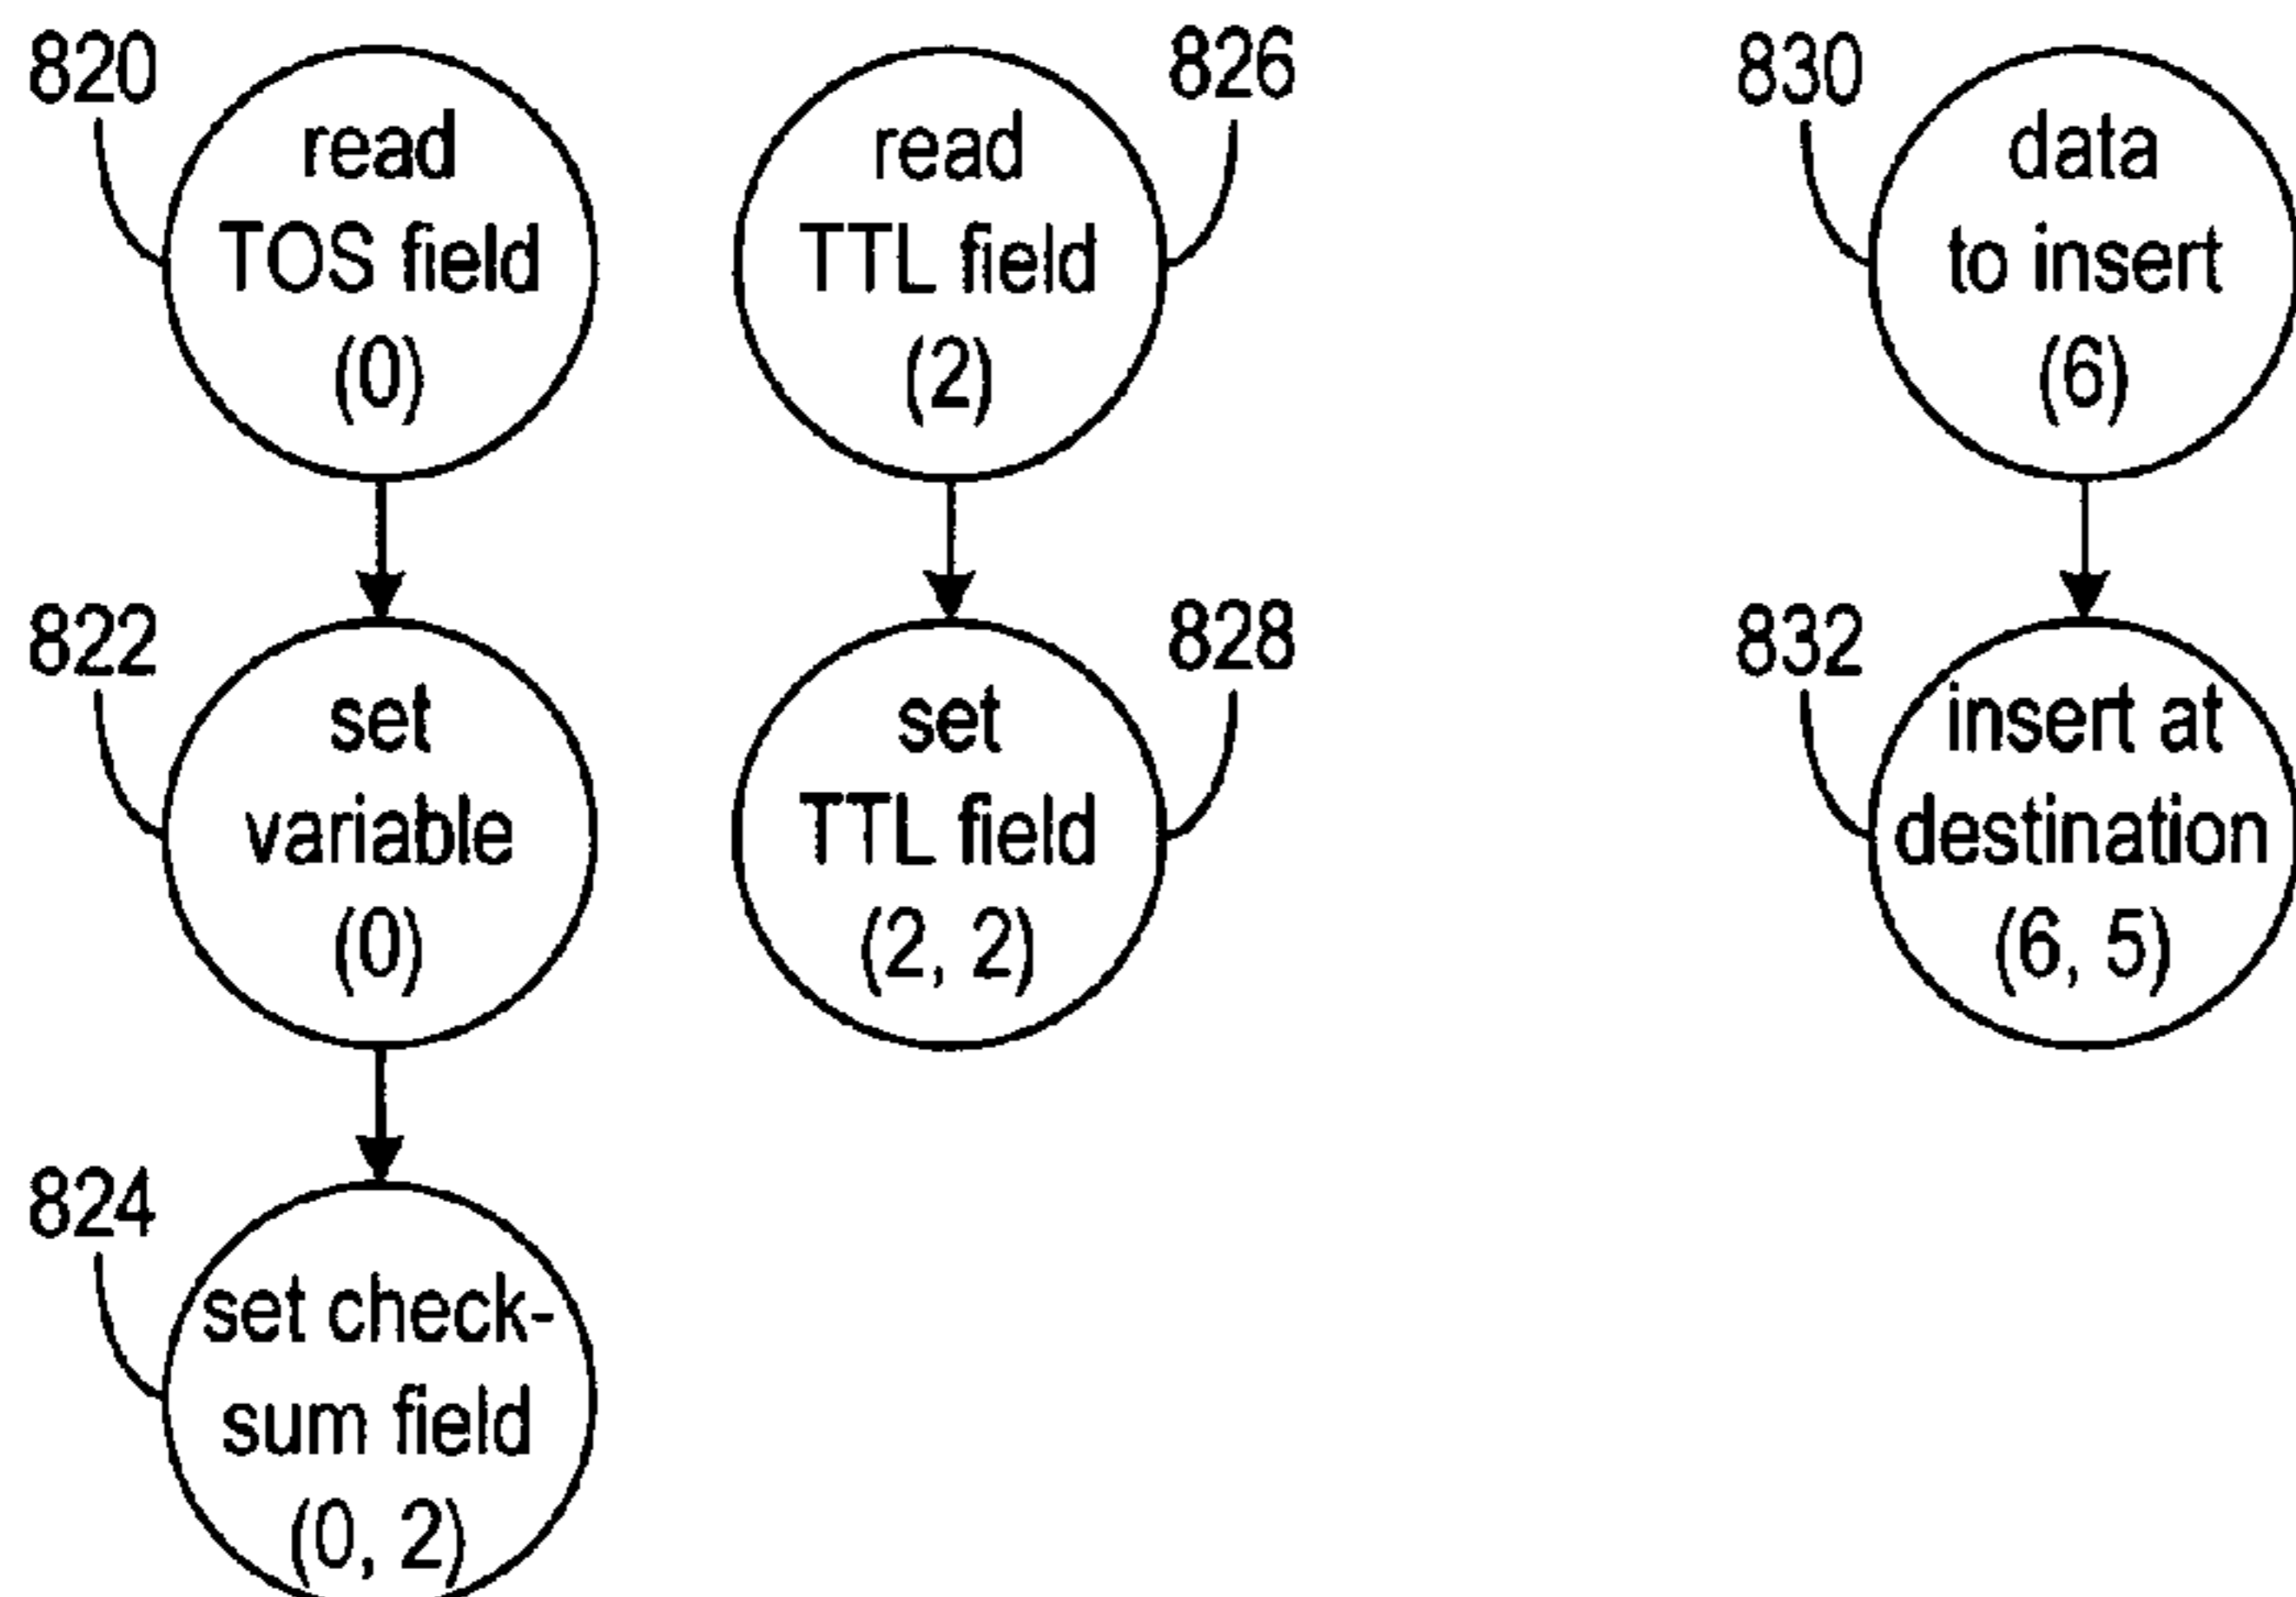 820
read
TOS field
(0)
826
read
TTL field
(2)
830
data
to insert
(6)
822
set
variable
(0)
828
set
TTL field
(2, 2)
832
insert at
destination
(6, 5)
824
set check-
sum field
(0, 2)